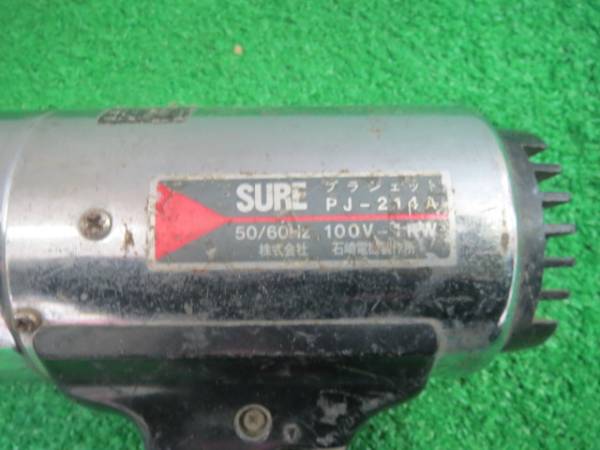 SURE プラジェット
PJ-214A
50/60Hz 100V-1KW
株式会社 石崎電機製作所